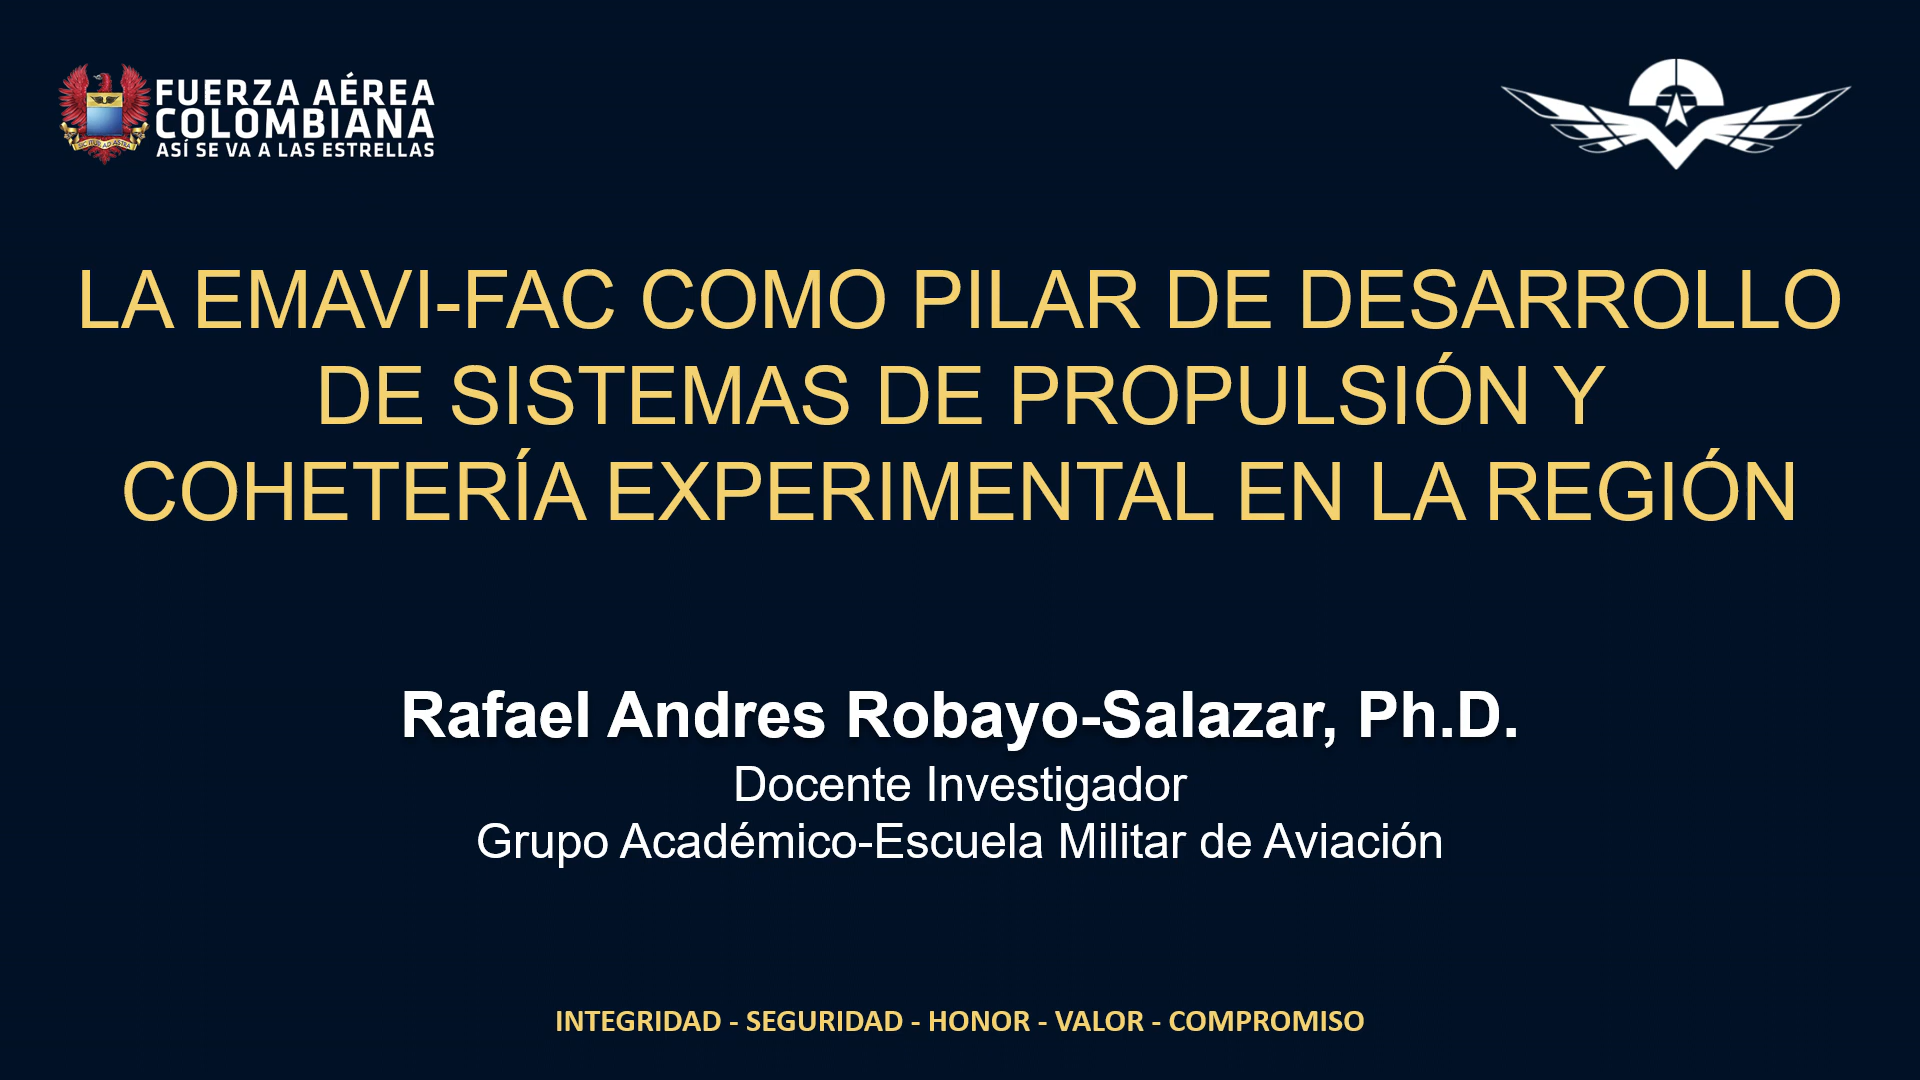 FUERZA AÉREA
COLOMBIANA
ASÍ SE VA A LAS ESTRELLAS
LA EMAVI-FAC COMO PILAR DE DESARROLLO
DE SISTEMAS DE PROPULSIÓN Y
COHETERÍA EXPERIMENTAL EN LA REGIÓN
Rafael Andres Robayo-Salazar, Ph.D.
Docente Investigador
Grupo Académico-Escuela Militar de Aviación
INTEGRIDAD - SEGURIDAD - HONOR - VALOR - COMPROMISO